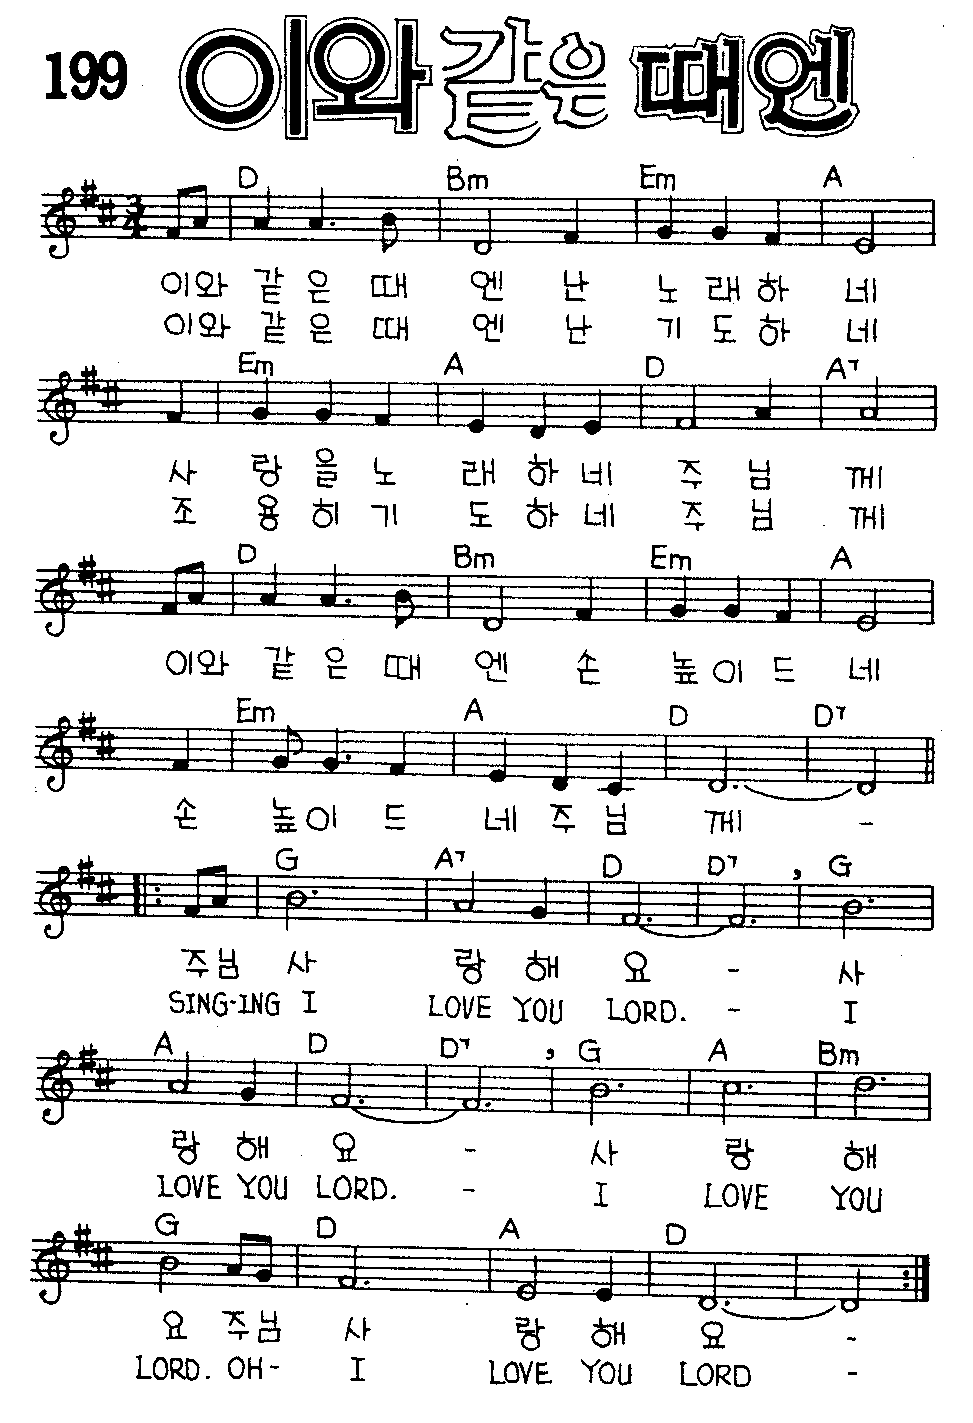 199 이와 같은 때엔
D Bm Em A
이와 같은 때 엔 난 노 래 하 네
이와 같은 때 엔 난 기 도 하 네
Em A D A7
사 랑 을 노 래 하 네 주 님 께
조 용 히 기 도 하 네 주 님 께
D Bm Em A
이와 같 은 때 엔 손 높 이 드 네
Em A D D7
손 높이 드 네 주 님 께 -
G A7 D D7 , G
주님 사 랑 해 요 - 사
SING-ING I LOVE YOU LORD. - I
A D D7 , G A Bm
랑 해 요 - 사 랑 해
LOVE YOU LORD. - I LOVE YOU
G D A D
요 주님 사 랑 해 요 -
LORD. OH- I LOVE YOU LORD -